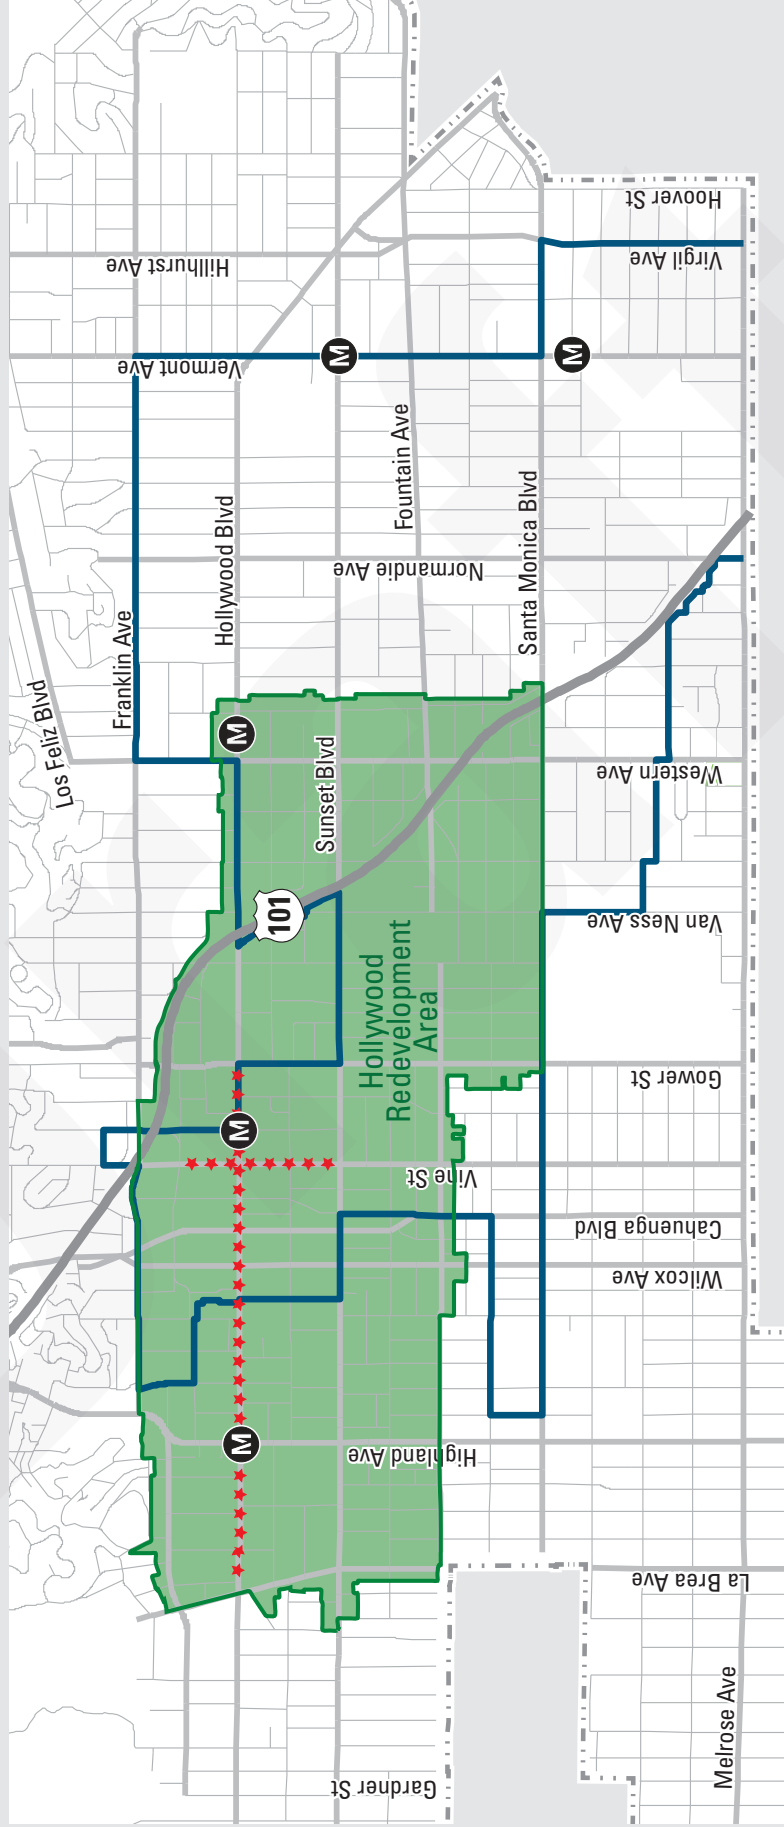 Los Feliz Blvd
Franklin Ave
Hollywood Blvd
Sunset Blvd
Fountain Ave
Santa Monica Blvd
Melrose Ave
Gardner St
La Brea Ave
Highland Ave
Wilcox Ave
Cahuenga Blvd
Vine St
Gower St
Van Ness Ave
Western Ave
Normandie Ave
Vermont Ave
Hillhurst Ave
Virgil Ave
Hoover St
Hollywood
Redevelopment
Area
101
M
M
M
M
M